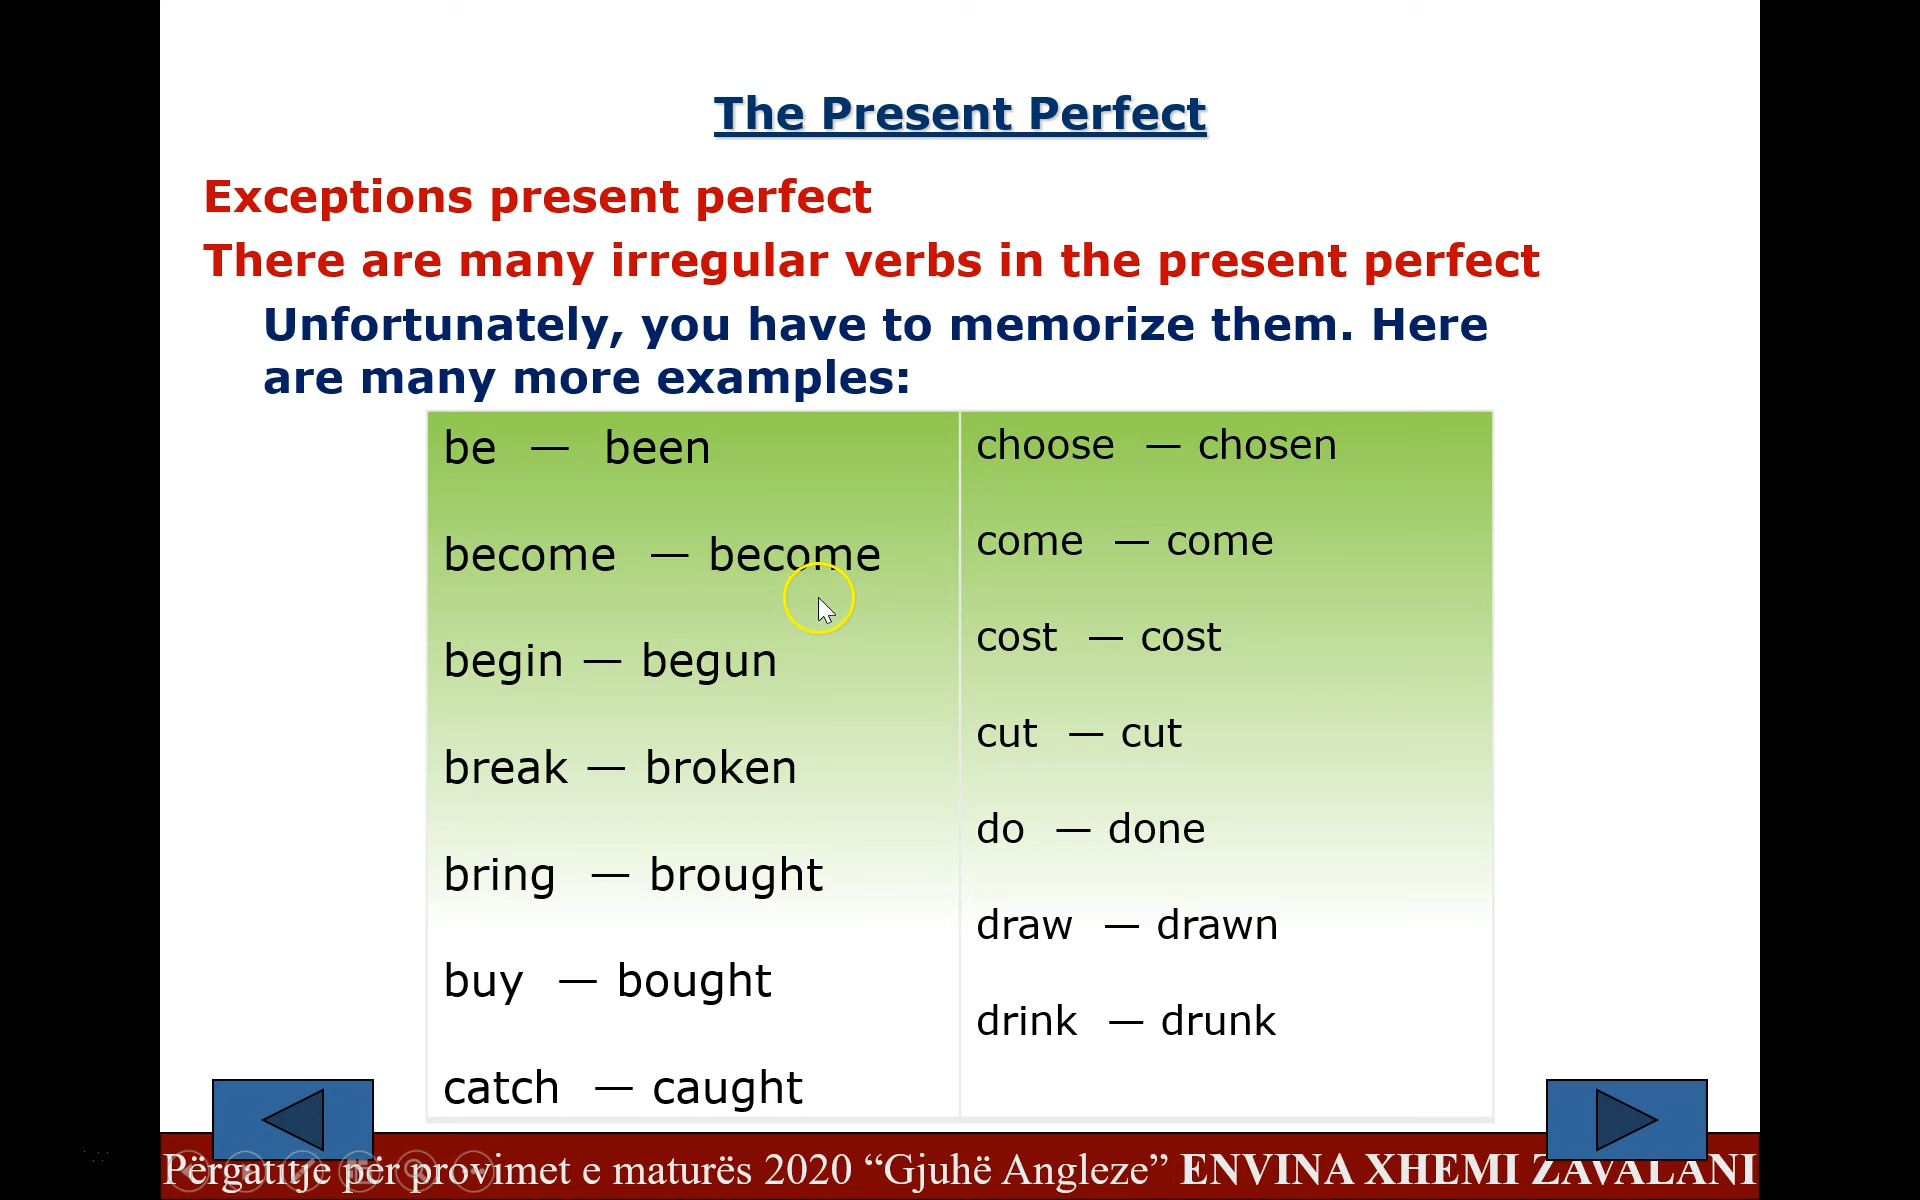 The Present Perfect
Exceptions present perfect
There are many irregular verbs in the present perfect
Unfortunately, you have to memorize them. Here
are many more examples:
be — been
become — become
begin — begun
break — broken
bring — brought
buy — bought
catch — caught
choose — chosen
come — come
cost — cost
cut — cut
do — done
draw — drawn
drink — drunk
Përgatitje për provimet e maturës 2020 “Gjuhë Angleze” ENVINA XHEMI ZAVALANI